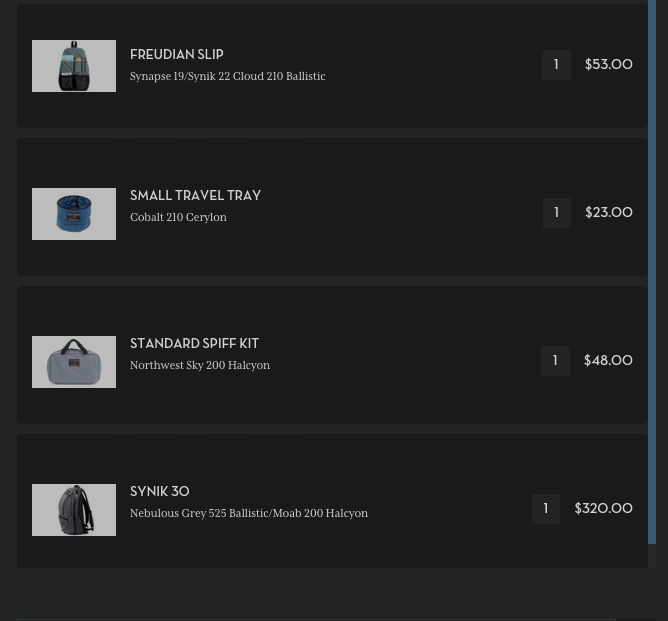 FREUDIAN SLIP
Synapse 19/Synik 22 Cloud 210 Ballistic
1
$53.00
SMALL TRAVEL TRAY
Cobalt 210 Cerylon
1
$23.00
STANDARD SPIFF KIT
Northwest Sky 200 Halcyon
1
$48.00
SYNIK 30
Nebulous Grey 525 Ballistic/Moab 200 Halcyon
1
$320.00